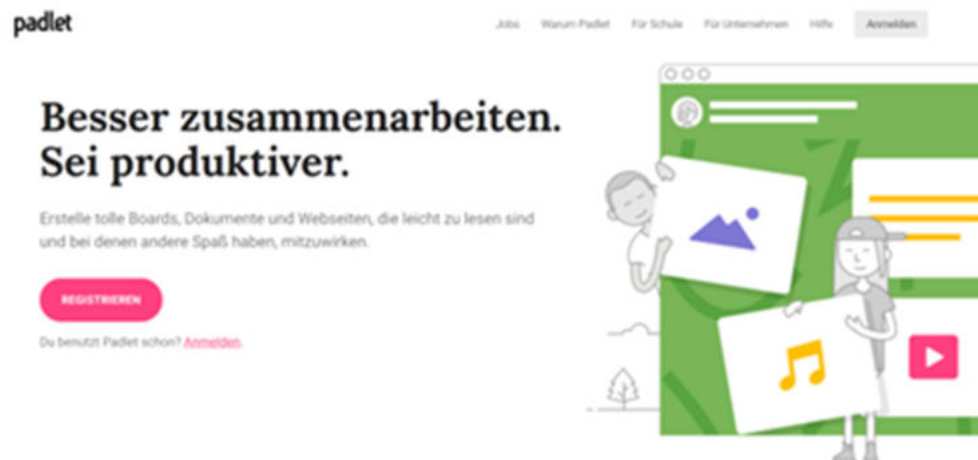 padlet
Jobs Warum Padlet Für Schule Für Unternehmen Hilfe Anmelden
Besser zusammenarbeiten.
Sei produktiver.
Erstelle tolle Boards, Dokumente und Webseiten, die leicht zu lesen sind
und bei denen andere Spaß haben, mitzuwirken.
REGISTRIEREN
Du benutzt Padlet schon? Anmelden.